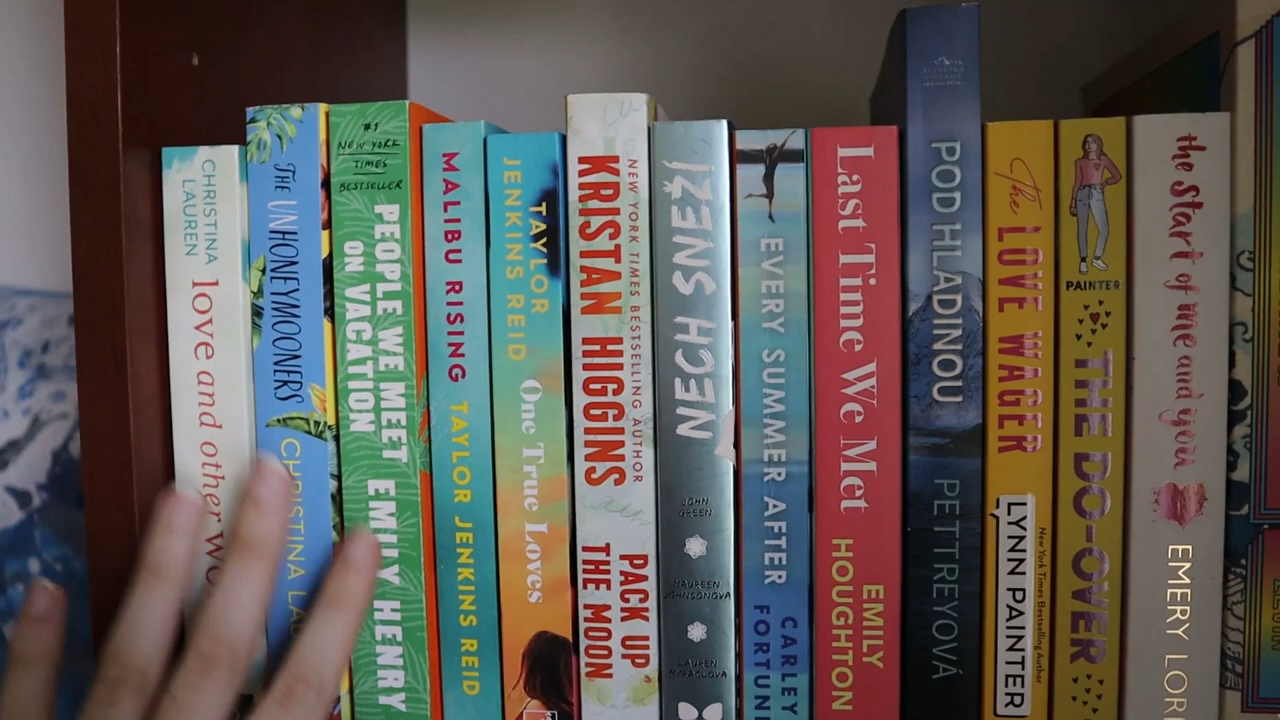 CHRISTINA
LAUREN
love and other
THE UNHONEYMOONERS
CHRISTINA
#1
NEW YORK
TIMES
BESTSELLER
PEOPLE WE MEET
ON VACATION
EMILY HENRY
MALIBU RISING
TAYLOR JENKINS REID
TAYLOR
JENKINS REID
One True Loves
NEW YORK TIMES BESTSELLING AUTHOR
KRISTAN HIGGINS
PACK UP
THE MOON
NECH SNĚŽI
JOHN
GREEN
MAUREEN
JOHNSONOVÁ
LAUREN
MYRACLOVÁ
EVERY SUMMER AFTER
CARLEY
Last Time We Met
EMILY
HOUGHTON
POD HLADINOU
PETTREYOVÁ
The LOVE WAGER
New York Times Bestselling Author
LYNN PAINTER
PAINTER
THE DO-OVER
the start of me and you
EMERY